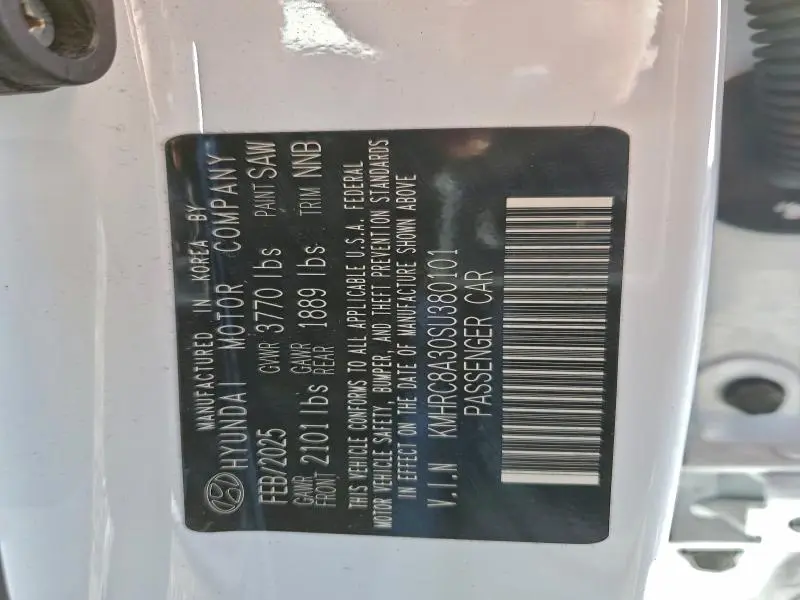 MANUFACTURED IN KOREA BY
HYUNDAI MOTOR COMPANY
FEB/2025 GVWR 3770 lbs PAINT SAW
GAWR FRONT 2101 lbs GAWR REAR 1889 lbs TRIM NNB
THIS VEHICLE CONFORMS TO ALL APPLICABLE U.S.A. FEDERAL
MOTOR VEHICLE SAFETY, BUMPER, AND THEFT PREVENTION STANDARDS
IN EFFECT ON THE DATE OF MANUFACTURE SHOWN ABOVE
V.I.N KMHRC8A30SU380101
PASSENGER CAR